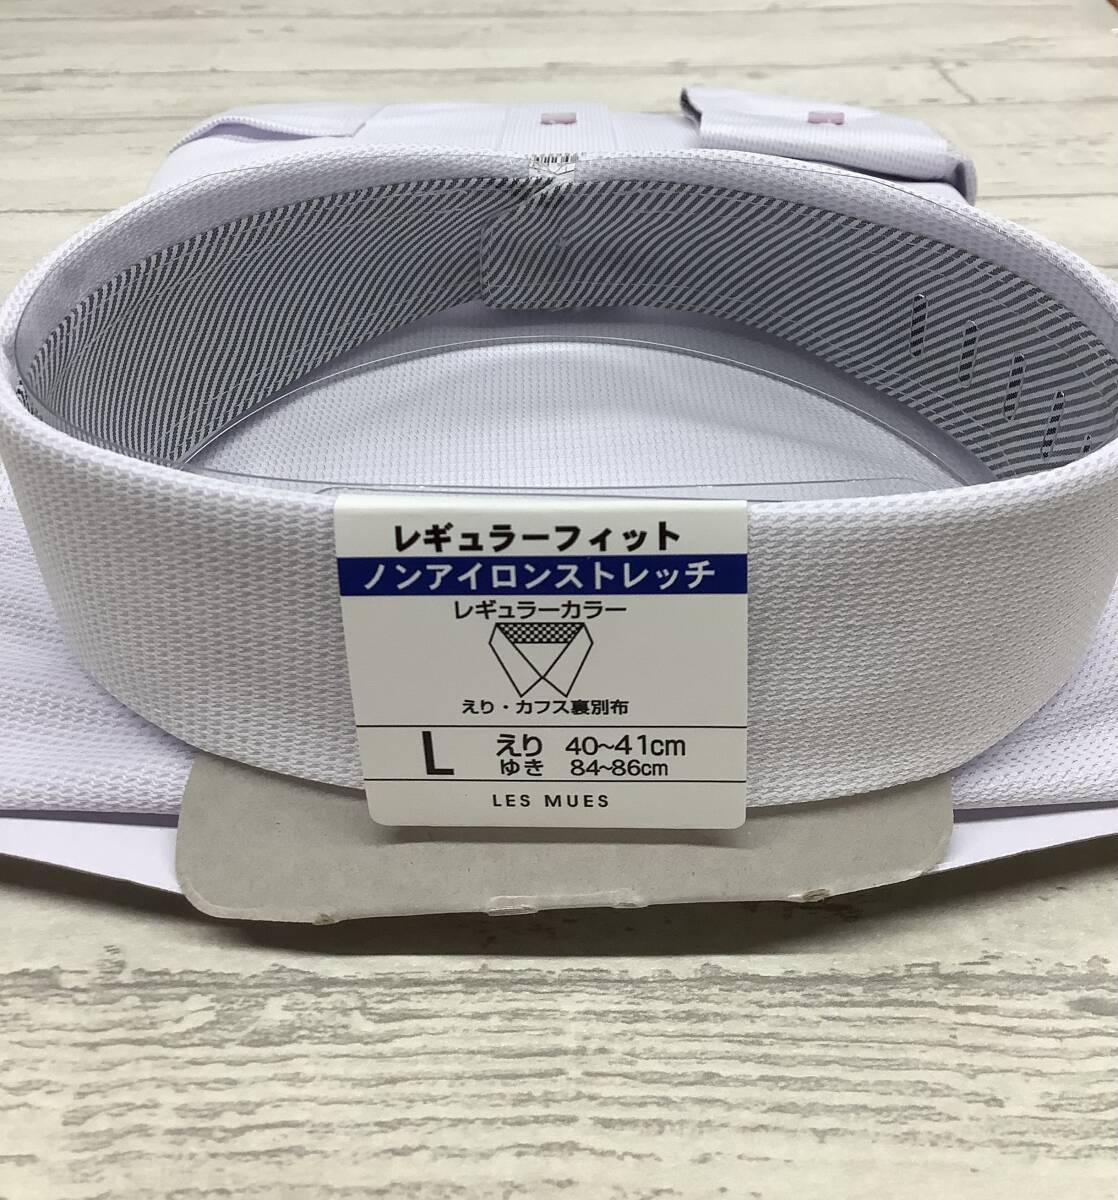 レギュラーフィット
ノンアイロンストレッチ
レギュラーカラー
えり・カフス裏別布
L えり 40~41cm
ゆき 84~86cm
LES MUES